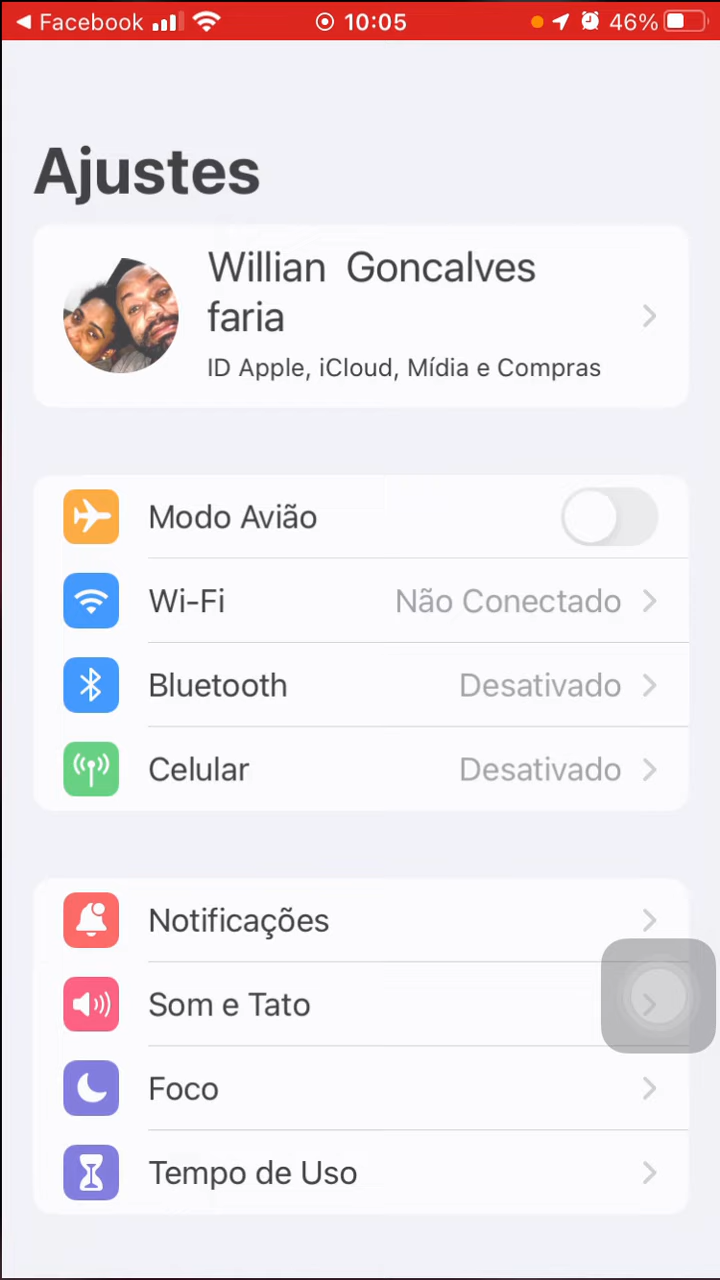 Facebook 10:05 46%
Ajustes
Willian Goncalves
faria
ID Apple, iCloud, Mídia e Compras
Modo Avião
Wi-Fi Não Conectado
Bluetooth Desativado
Celular Desativado
Notificações
Som e Tato
Foco
Tempo de Uso